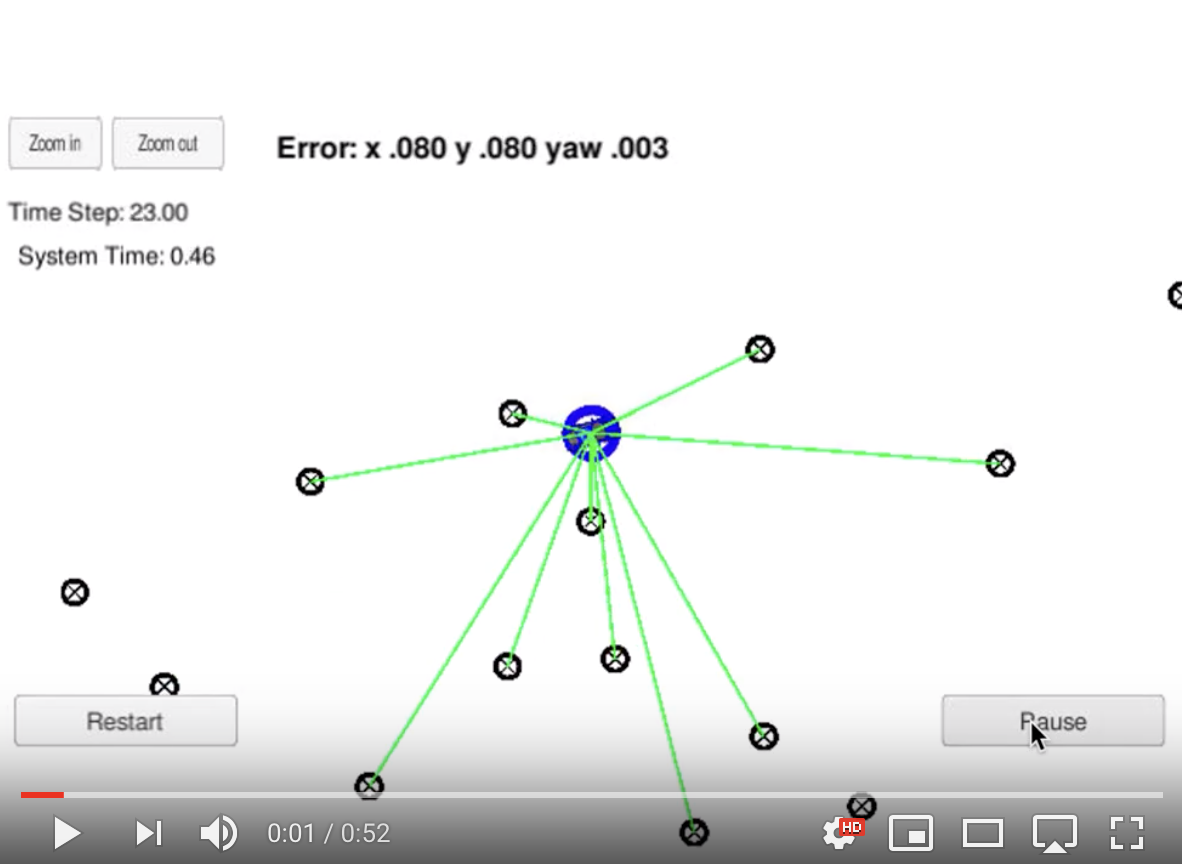 Zoom in Zoom out Error: x .080 y .080 yaw .003
Time Step: 23.00
System Time: 0.46
Restart
Pause
0:01 / 0:52
HD